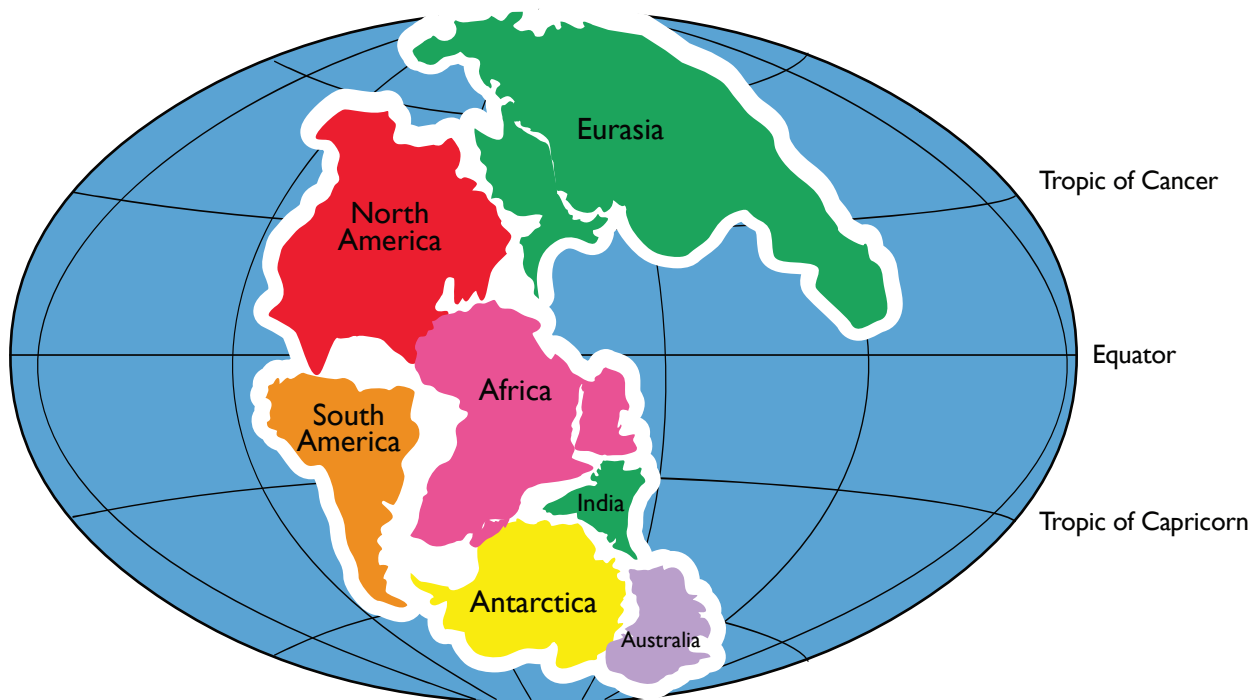 Eurasia
Tropic of Cancer
North
America
Equator
Africa
South
America
India
Tropic of Capricorn
Antarctica
Australia